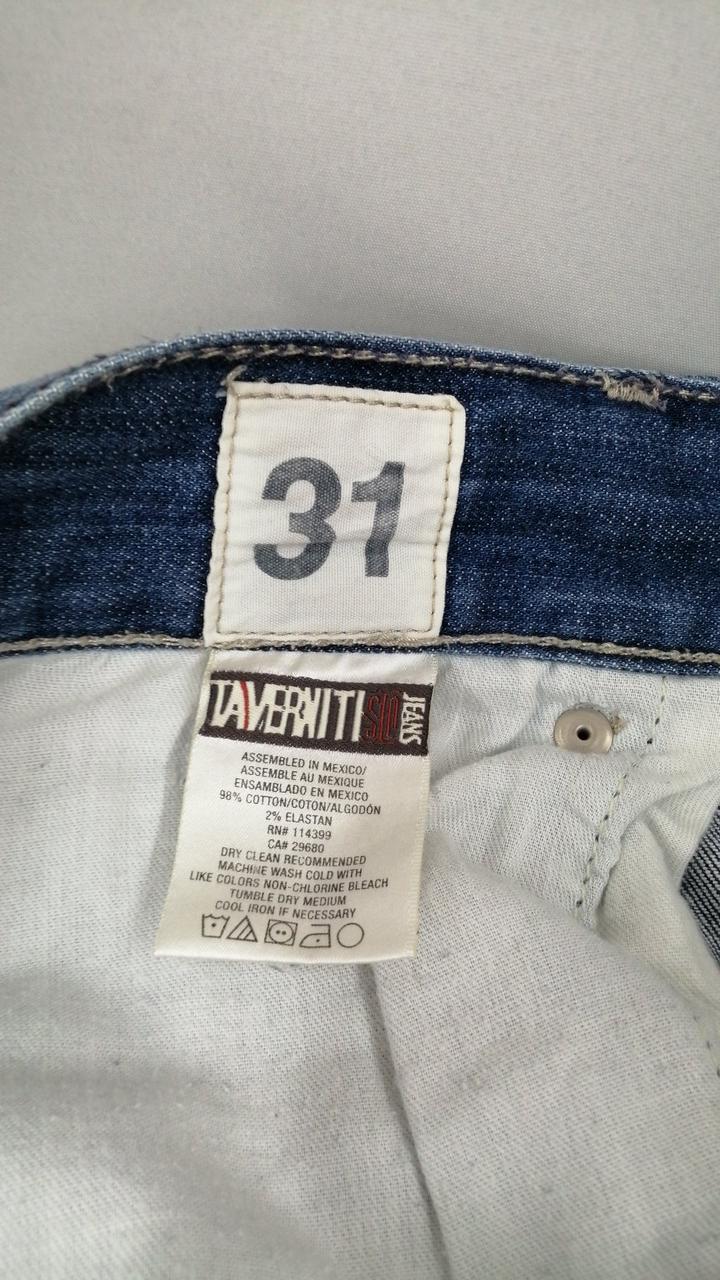 31
TAVERNITI SO JEANS
ASSEMBLED IN MEXICO/
ASSEMBLE AU MEXIQUE
ENSAMBLADO EN MEXICO
98% COTTON/COTON/ALGODÓN
2% ELASTAN
RN# 114399
CA# 29680
DRY CLEAN RECOMMENDED
MACHINE WASH COLD WITH
LIKE COLORS NON-CHLORINE BLEACH
TUMBLE DRY MEDIUM
COOL IRON IF NECESSARY